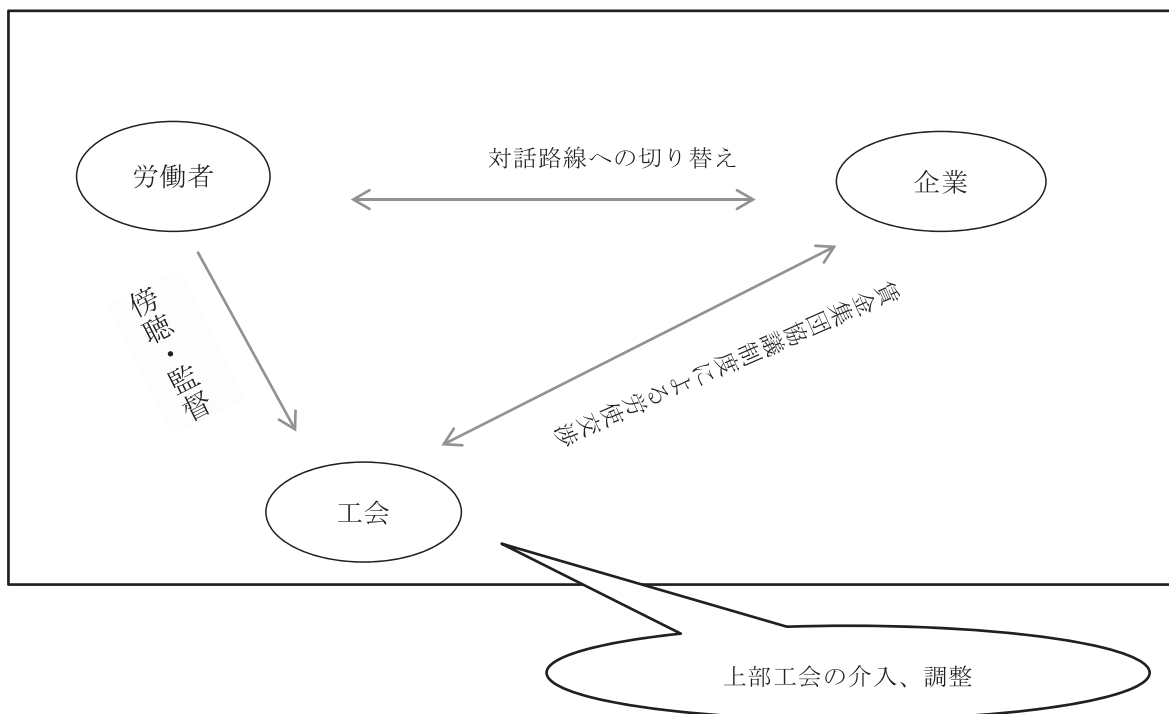 対話路線への切り替え
労働者
企業
傍聴・監督
賃金集団協議制度による労使交渉
工会
上部工会の介入、調整